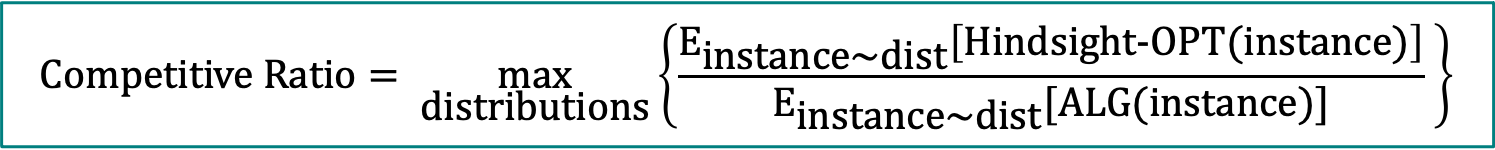 Competitive Ratio = max distributions { E instance~dist [Hindsight-OPT(instance)] / E instance~dist [ALG(instance)] }